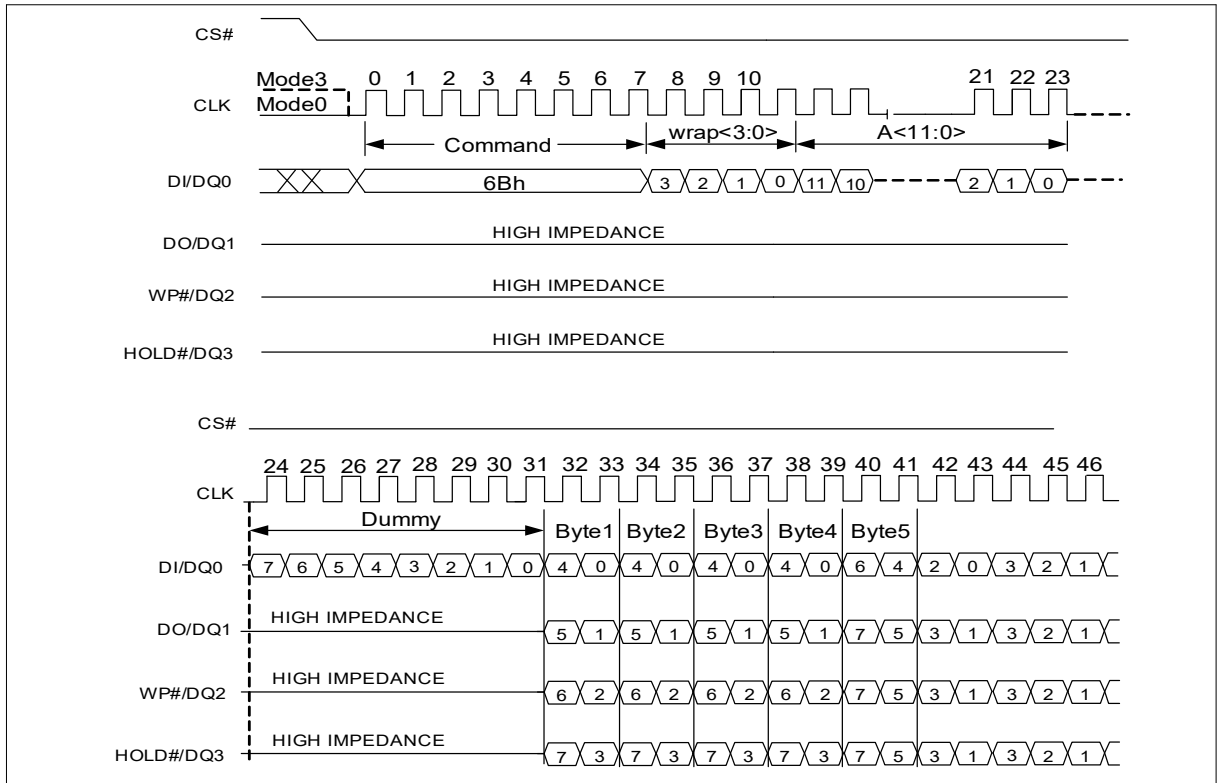 CS#
Mode3 0 1 2 3 4 5 6 7 8 9 10 21 22 23
CLK Mode0
Command wrap<3:0> A<11:0>
DI/DQ0 6Bh 3 2 1 0 11 10 2 1 0
DO/DQ1 HIGH IMPEDANCE
WP#/DQ2 HIGH IMPEDANCE
HOLD#/DQ3 HIGH IMPEDANCE
CS#
24 25 26 27 28 29 30 31 32 33 34 35 36 37 38 39 40 41 42 43 44 45 46
CLK
Dummy Byte1 Byte2 Byte3 Byte4 Byte5
DI/DQ0 7 6 5 4 3 2 1 0 4 0 4 0 4 0 4 0 6 4 2 0 3 2 1
DO/DQ1 HIGH IMPEDANCE 5 1 5 1 5 1 5 1 7 5 3 1 3 2 1
WP#/DQ2 HIGH IMPEDANCE 6 2 6 2 6 2 6 2 7 5 3 1 3 2 1
HOLD#/DQ3 HIGH IMPEDANCE 7 3 7 3 7 3 7 3 7 5 3 1 3 2 1